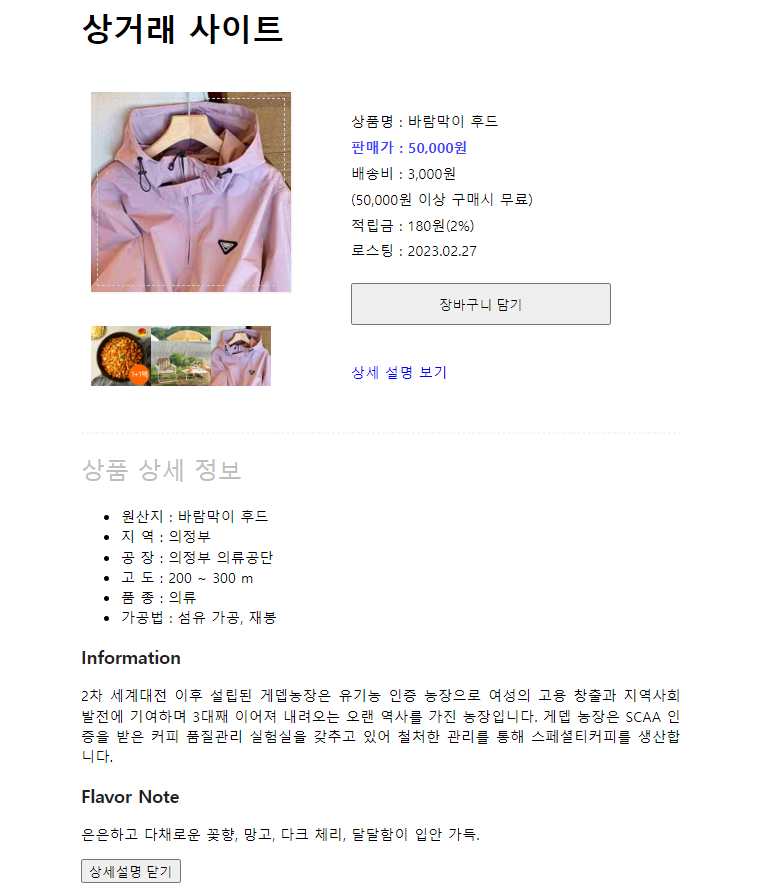 상거래 사이트
상품명 : 바람막이 후드
판매가 : 50,000원
배송비 : 3,000원
(50,000원 이상 구매시 무료)
적립금 : 180원(2%)
로스팅 : 2023.02.27
장바구니 담기
1+1팩
상세 설명 보기
상품 상세 정보
원산지 : 바람막이 후드
지 역 : 의정부
공 장 : 의정부 의류공단
고 도 : 200 ~ 300 m
품 종 : 의류
가공법 : 섬유 가공, 재봉
Information
2차 세계대전 이후 설립된 게뎁농장은 유기농 인증 농장으로 여성의 고용 창출과 지역사회
발전에 기여하며 3대째 이어져 내려오는 오랜 역사를 가진 농장입니다. 게뎁 농장은 SCAA 인
증을 받은 커피 품질관리 실험실을 갖추고 있어 철처한 관리를 통해 스페셜티커피를 생산합
니다.
Flavor Note
은은하고 다채로운 꽃향, 망고, 다크 체리, 달달함이 입안 가득.
상세설명 닫기